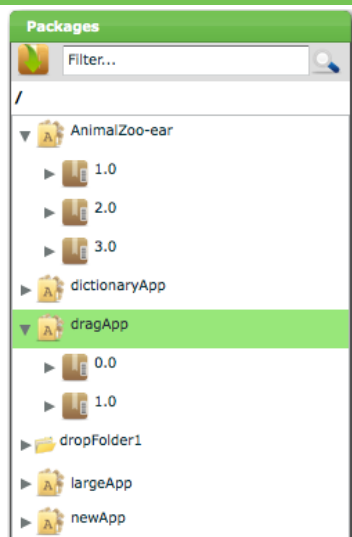 Packages
Filter...
/
AnimalZoo-ear
1.0
2.0
3.0
dictionaryApp
dragApp
0.0
1.0
dropFolder1
largeApp
newApp